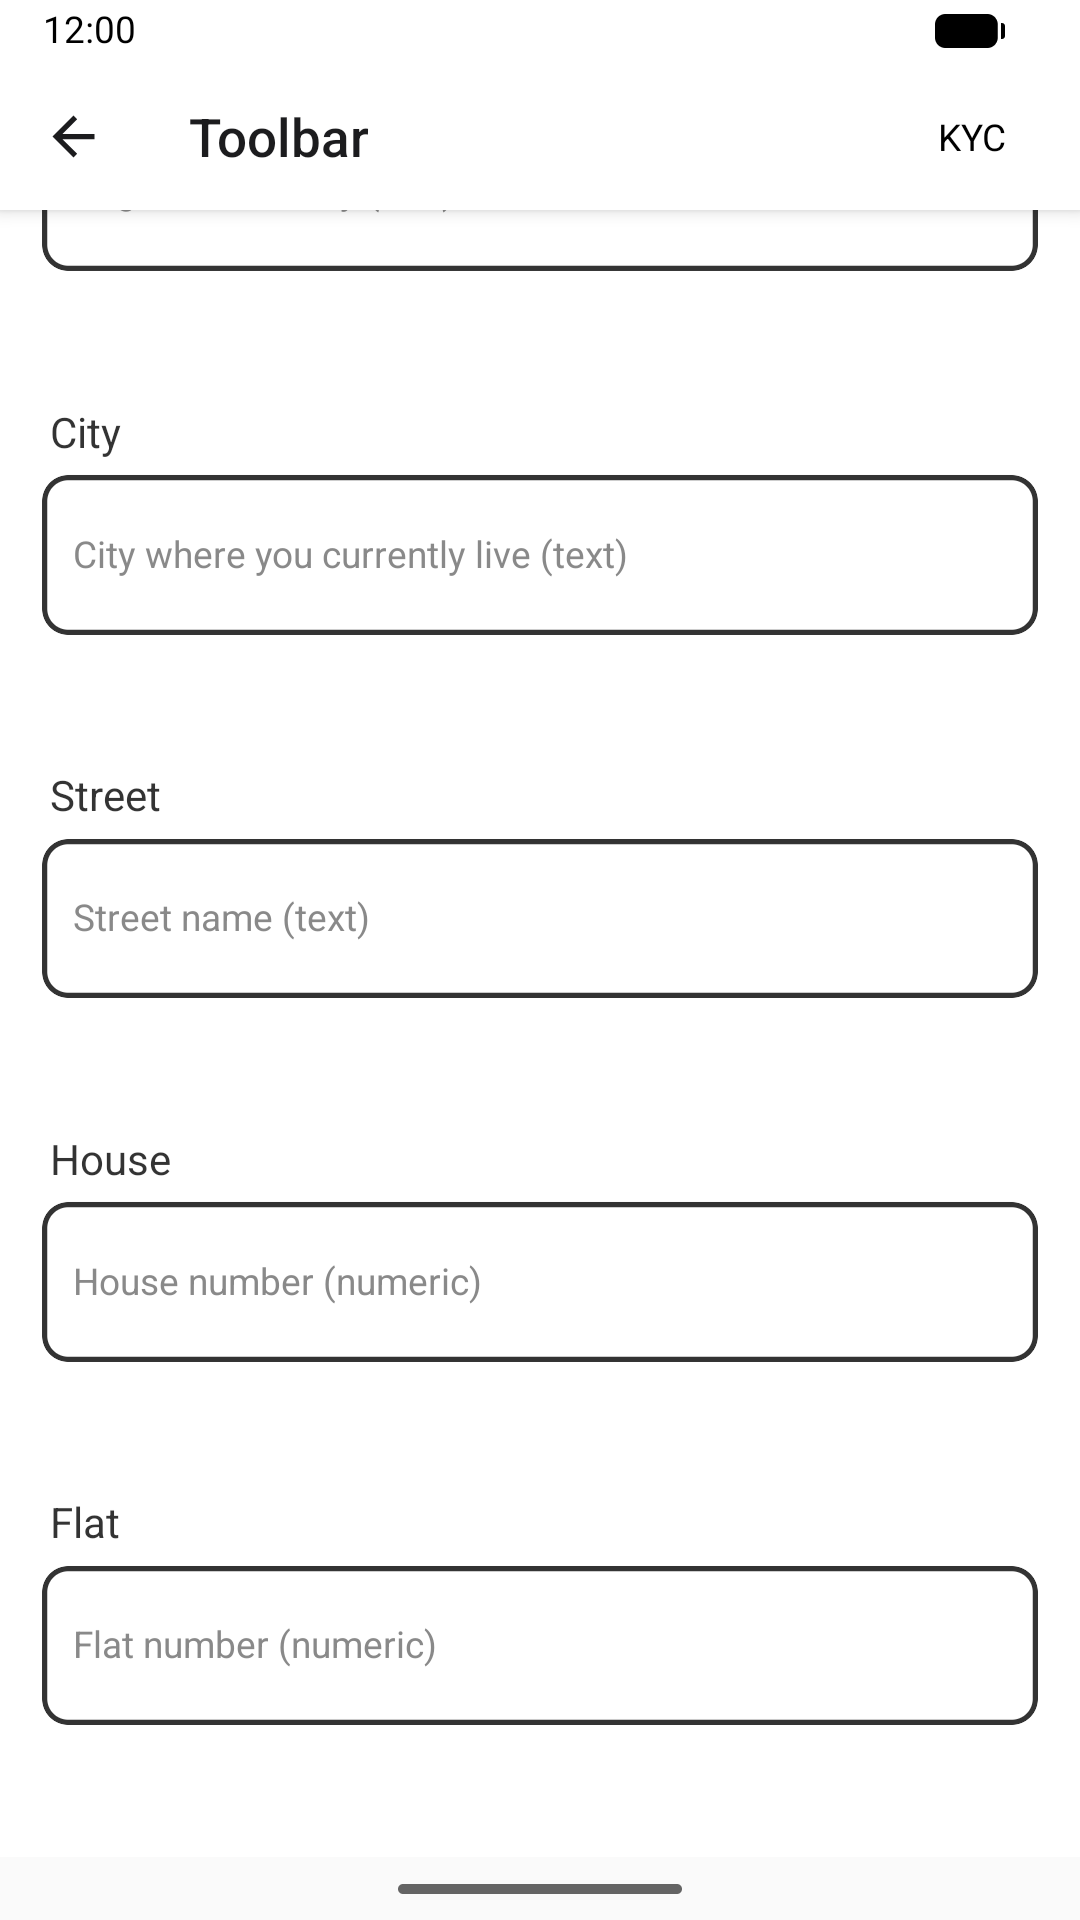 12:00
Toolbar
KYC
City
City where you currently live (text)
Street
Street name (text)
House
House number (numeric)
Flat
Flat number (numeric)